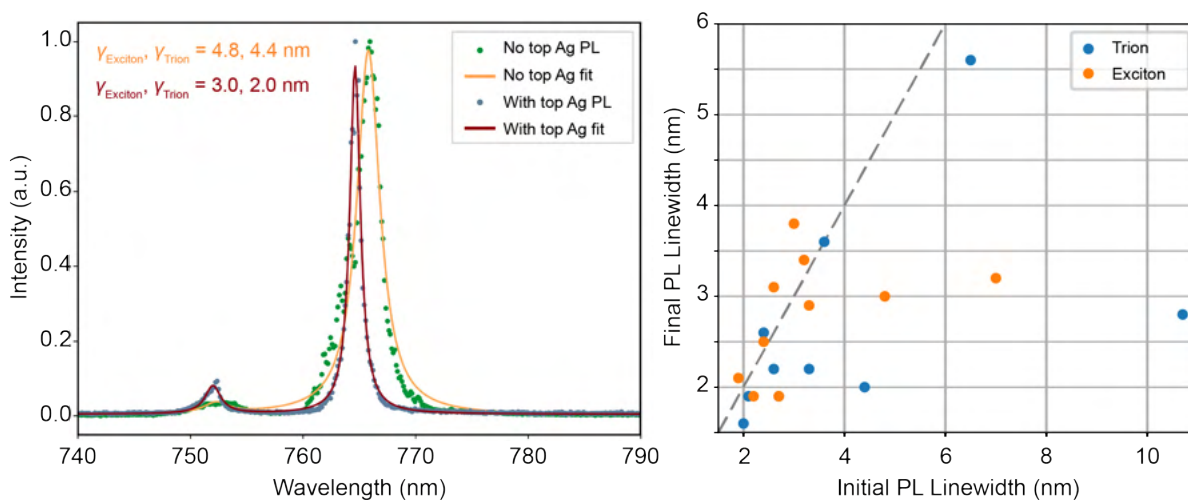 γExciton, γTrion = 4.8, 4.4 nm
γExciton, γTrion = 3.0, 2.0 nm
No top Ag PL
No top Ag fit
With top Ag PL
With top Ag fit
Intensity (a.u.)
1.0
0.8
0.6
0.4
0.2
0.0
740
750
760
770
780
790
Wavelength (nm)
Trion
Exciton
Final PL Linewidth (nm)
6
5
4
3
2
2
4
6
8
10
Initial PL Linewidth (nm)